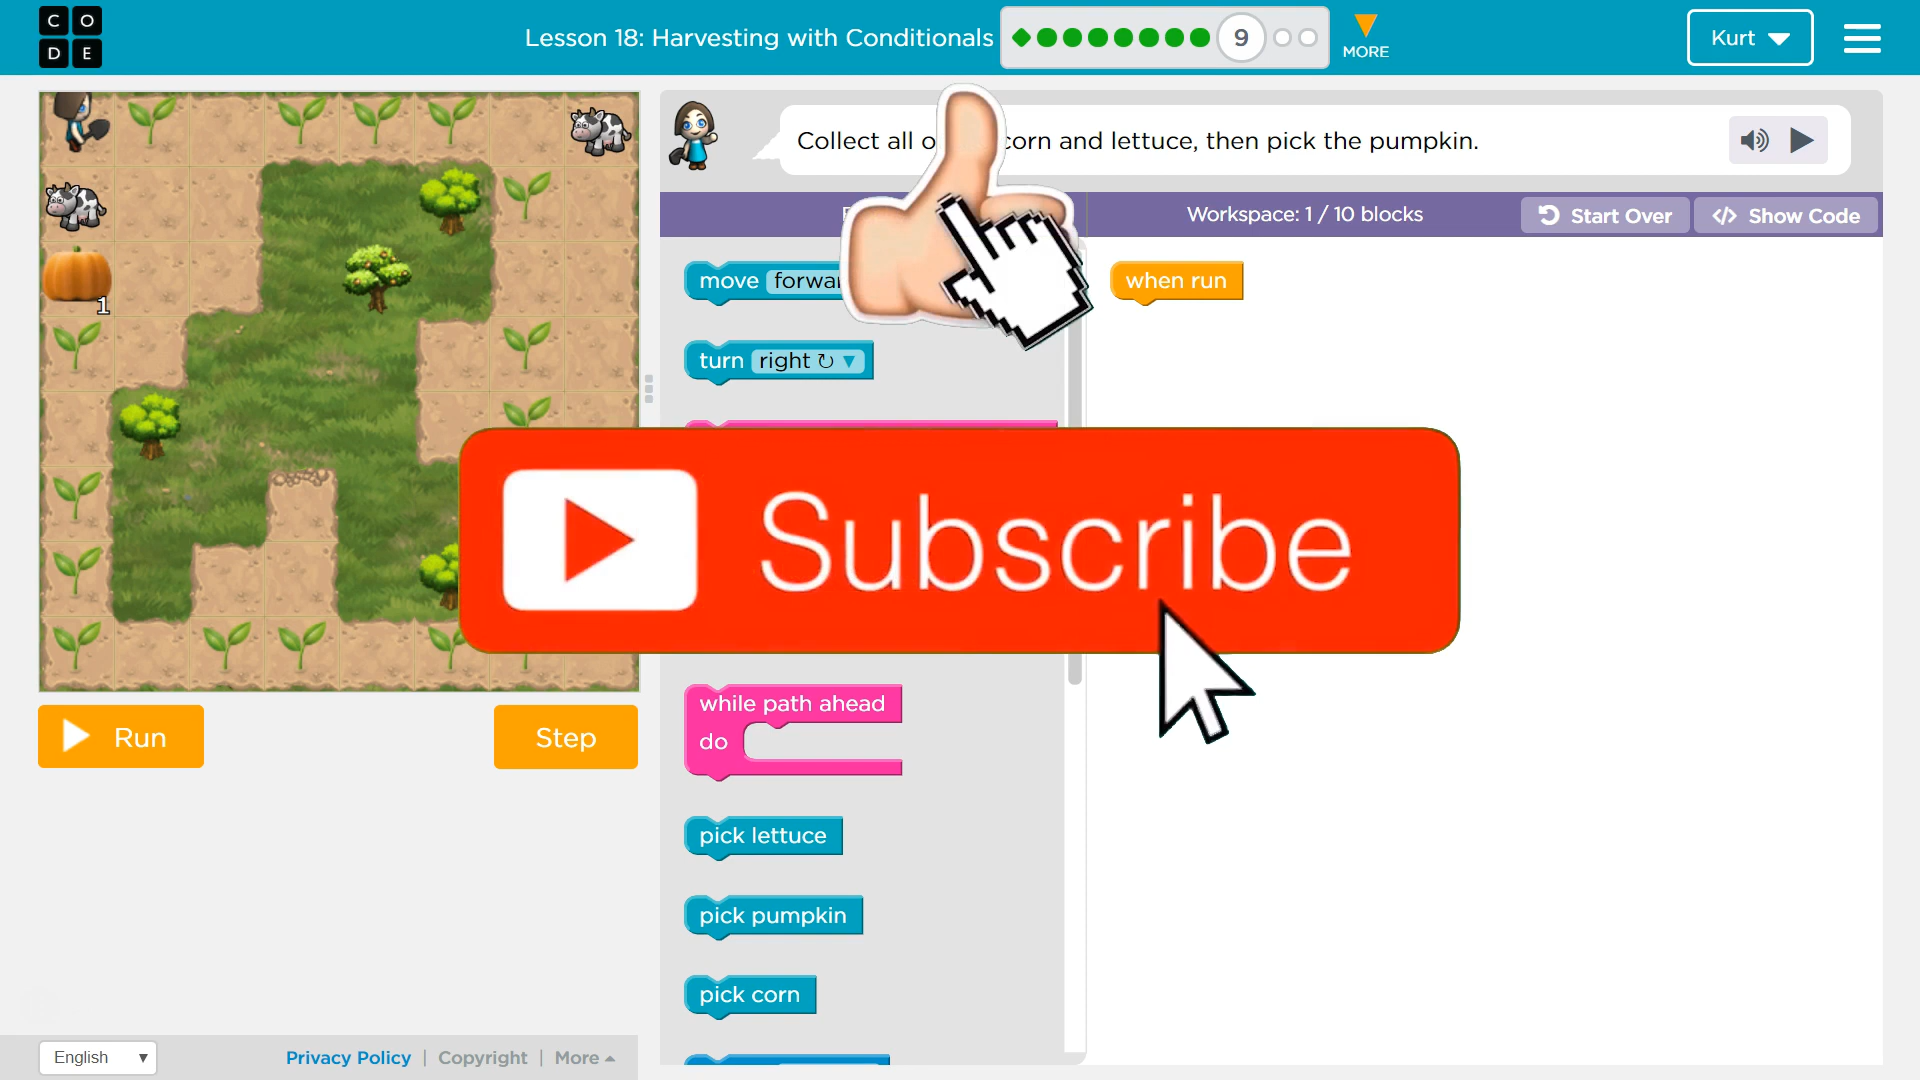 C O
D E
Lesson 18: Harvesting with Conditionals
9
MORE
Kurt
Collect all o corn and lettuce, then pick the pumpkin.
Workspace: 1 / 10 blocks
Start Over
</> Show Code
move forwa
when run
turn right
1
Subscribe
while path ahead
do
Run
Step
pick lettuce
pick pumpkin
pick corn
English
Privacy Policy | Copyright | More